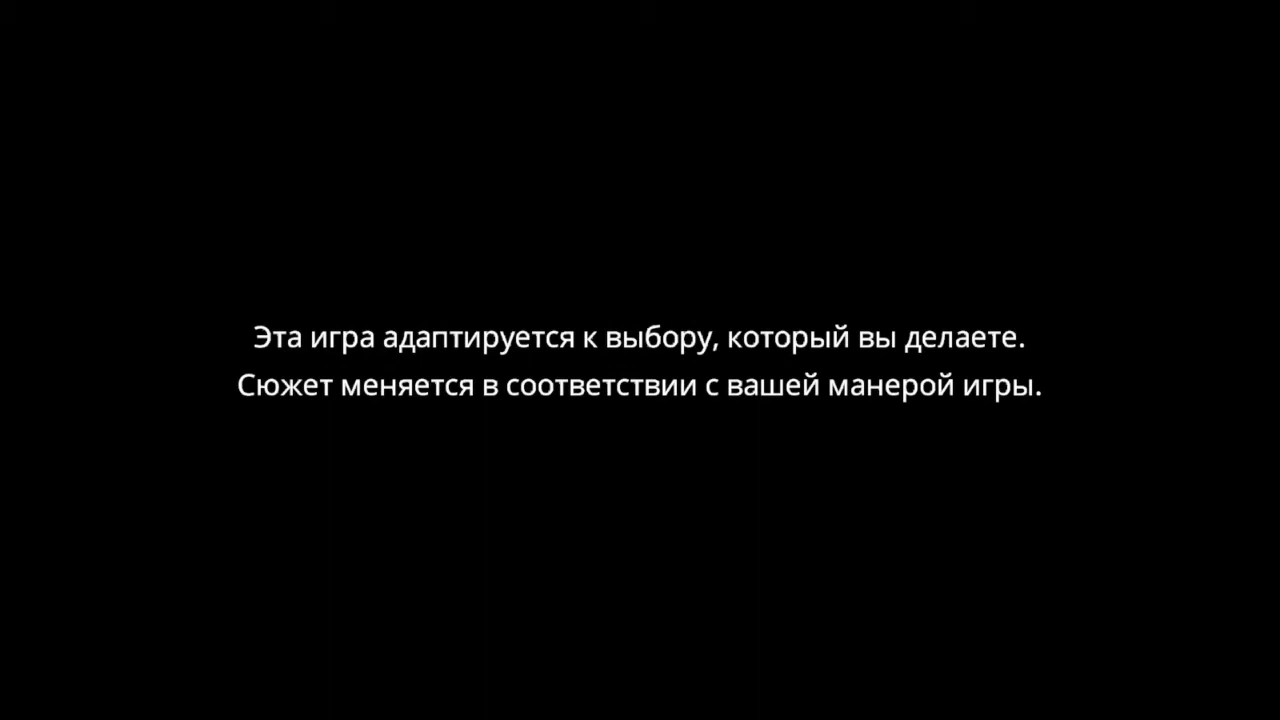 Эта игра адаптируется к выбору, который вы делаете.
Сюжет меняется в соответствии с вашей манерой игры.